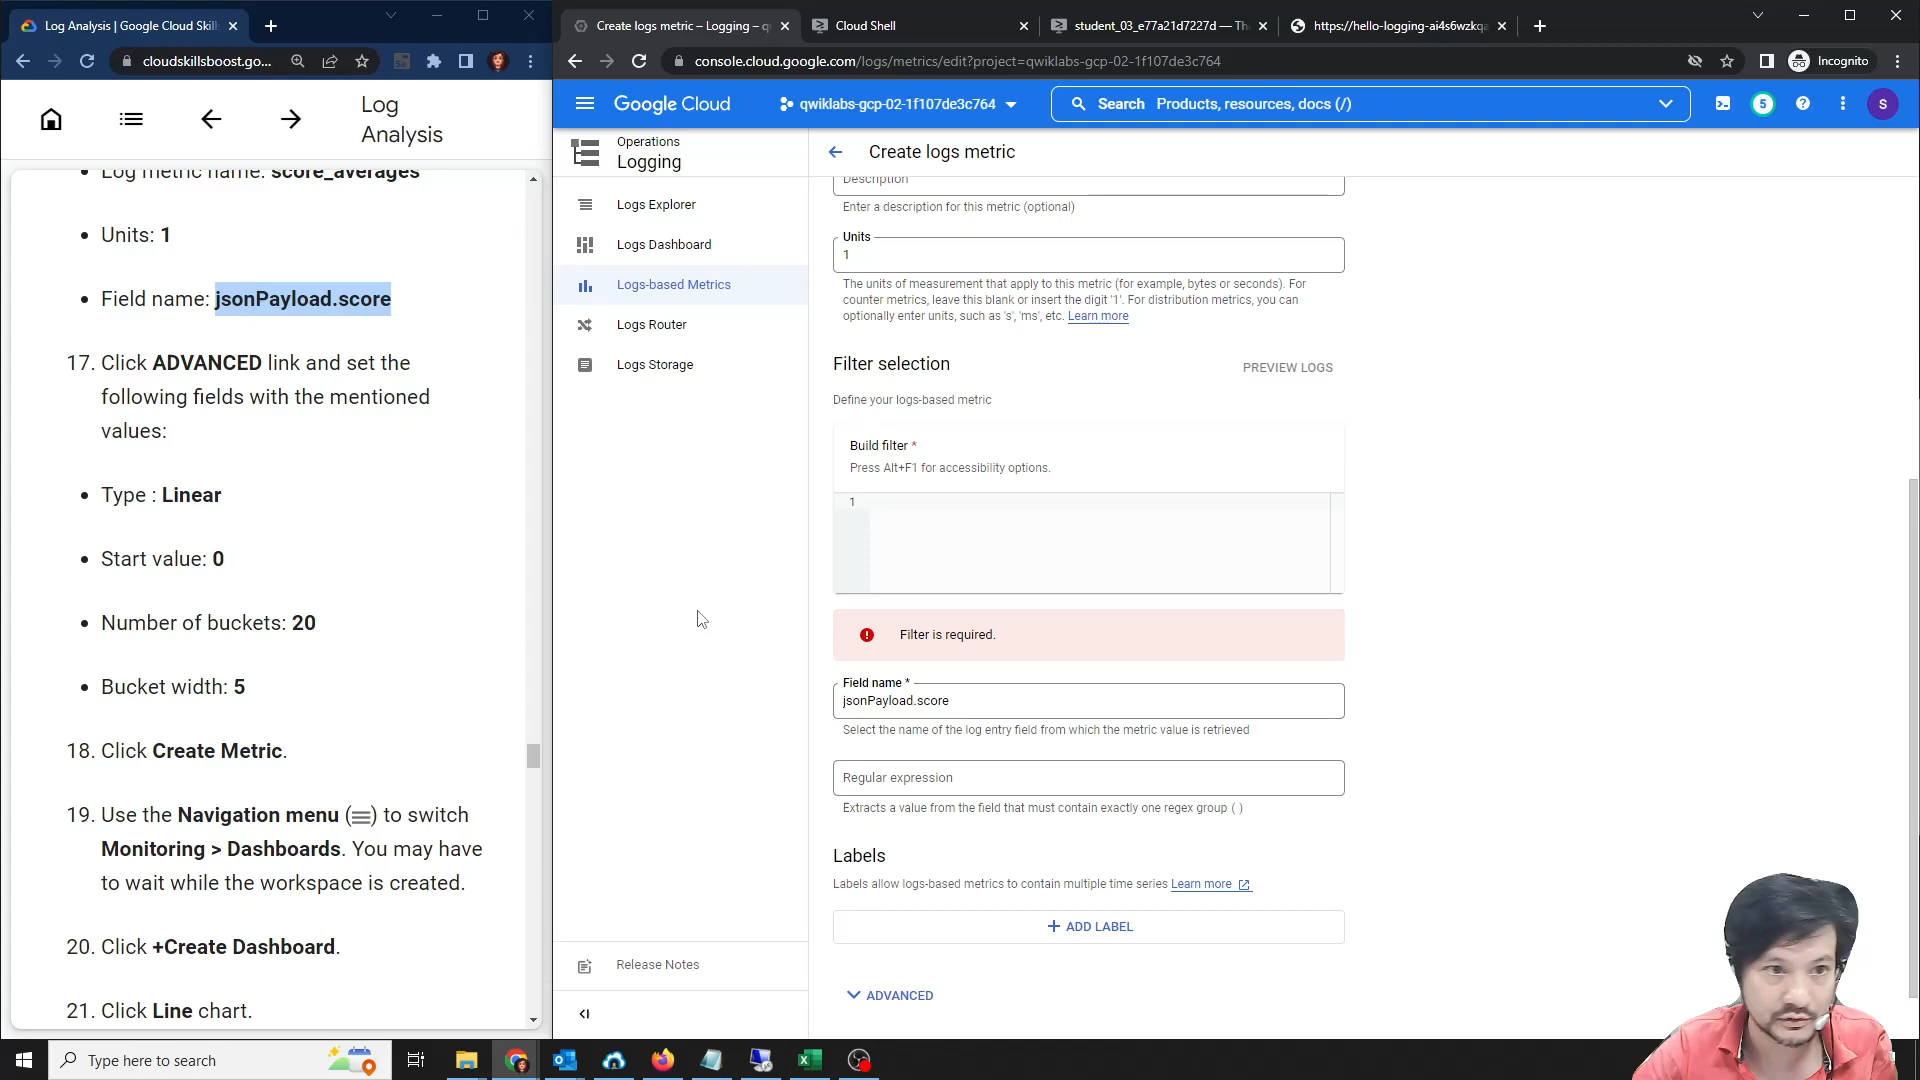 Log Analysis | Google Cloud Skill
cloudskillsboost.go...
Log
Analysis
Log metric name: score_averages
Units: 1
Field name: jsonPayload.score
17. Click ADVANCED link and set the
following fields with the mentioned
values:
Type : Linear
Start value: 0
Number of buckets: 20
Bucket width: 5
18. Click Create Metric.
19. Use the Navigation menu () to switch
Monitoring > Dashboards. You may have
to wait while the workspace is created.
20. Click +Create Dashboard.
21. Click Line chart.
Create logs metric – Logging – q
Cloud Shell
student_03_e77a21d7227d — Th
https://hello-logging-ai4s6wzkqa
console.cloud.google.com/logs/metrics/edit?project=qwiklabs-gcp-02-1f107de3c764
Incognito
Google Cloud
qwiklabs-gcp-02-1f107de3c764
Search Products, resources, docs (/)
5
S
Operations
Logging
Logs Explorer
Logs Dashboard
Logs-based Metrics
Logs Router
Logs Storage
Release Notes
Create logs metric
Description
Enter a description for this metric (optional)
Units
1
The units of measurement that apply to this metric (for example, bytes or seconds). For
counter metrics, leave this blank or insert the digit '1'. For distribution metrics, you can
optionally enter units, such as 's', 'ms', etc. Learn more
Filter selection
PREVIEW LOGS
Define your logs-based metric
Build filter *
Press Alt+F1 for accessibility options.
1
Filter is required.
Field name *
jsonPayload.score
Select the name of the log entry field from which the metric value is retrieved
Regular expression
Extracts a value from the field that must contain exactly one regex group ( )
Labels
Labels allow logs-based metrics to contain multiple time series Learn more
+ ADD LABEL
ADVANCED
Type here to search